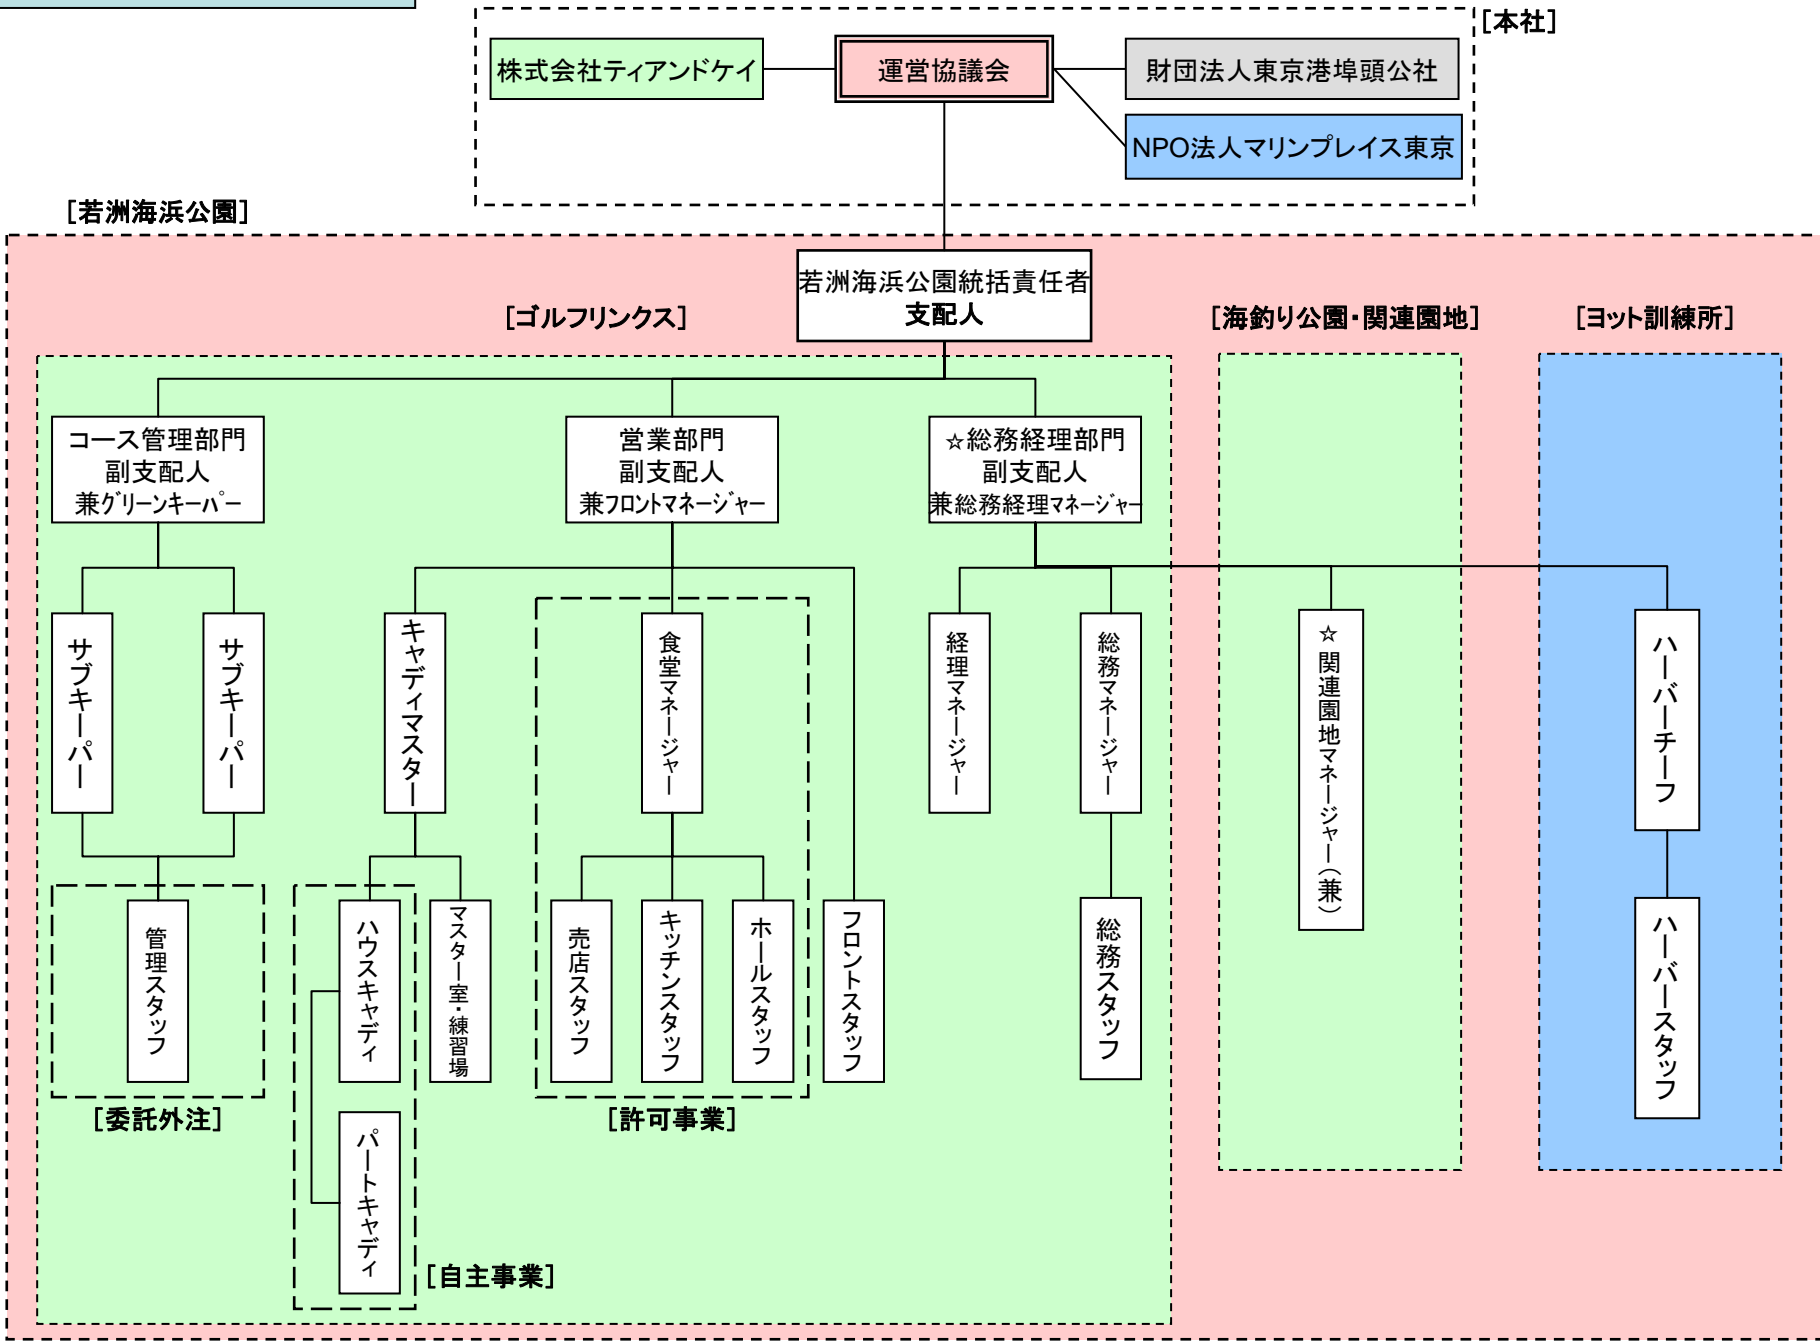 [本社]
株式会社ティアンドケイ
運営協議会
財団法人東京港埠頭公社
NPO法人マリンプレイス東京
[若洲海浜公園]
若洲海浜公園統括責任者
支配人
[ゴルフリンクス]
[海釣り公園・関連園地]
[ヨット訓練所]
コース管理部門
副支配人
兼グリーンキーパー
営業部門
副支配人
兼フロントマネージャー
☆総務経理部門
副支配人
兼総務経理マネージャー
サブキーパー
サブキーパー
キャディマスター
食堂マネージャー
経理マネージャー
総務マネージャー
☆関連園地マネージャー(兼)
ハーバーチーフ
管理スタッフ
ハウスキャディ
マスター室・練習場
売店スタッフ
キッチンスタッフ
ホールスタッフ
フロントスタッフ
総務スタッフ
ハーバースタッフ
[委託外注]
[許可事業]
パートキャディ
[自主事業]